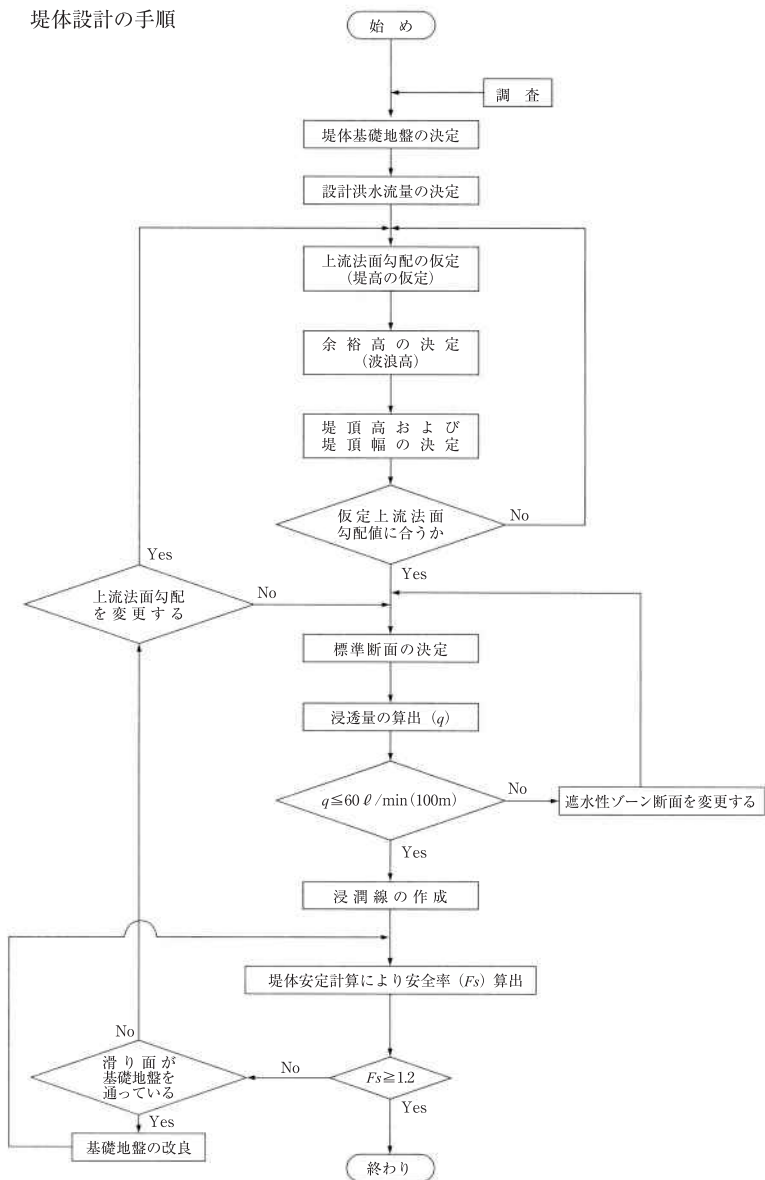 堤体設計の手順
始め
調査
堤体基礎地盤の決定
設計洪水流量の決定
上流法面勾配の仮定
(堤高の仮定)
余裕高の決定
(波浪高)
堤頂高および
堤頂幅の決定
仮定上流法面
勾配値に合うか
No
Yes
Yes
上流法面勾配
を変更する
No
標準断面の決定
浸透量の算出 (q)
q≦60ℓ/min(100m)
No
遮水性ゾーン断面を変更する
Yes
浸潤線の作成
堤体安定計算により安全率 (Fs) 算出
No
滑り面が
基礎地盤を
通っている
No
Fs≧1.2
Yes
Yes
基礎地盤の改良
終わり